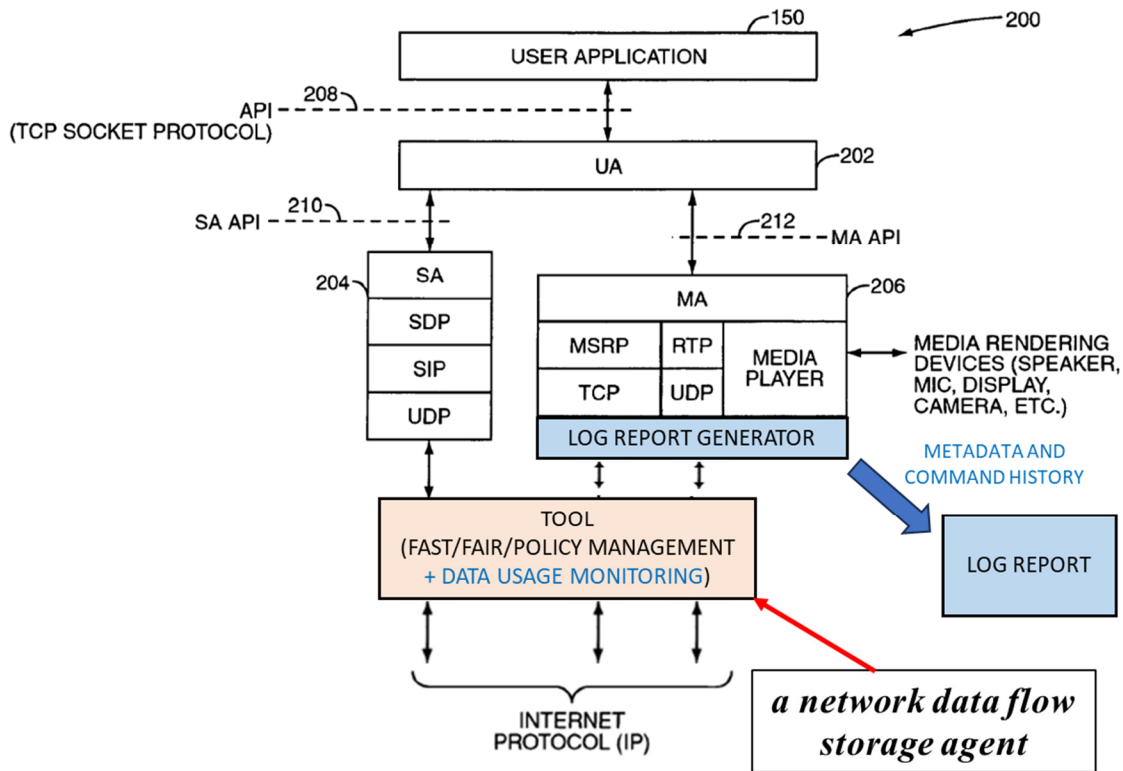 150
200
USER APPLICATION
API
208
(TCP SOCKET PROTOCOL)
UA
202
SA API
210
212
MA API
204
SA
SDP
SIP
UDP
206
MA
MSRP
RTP
TCP
UDP
MEDIA
PLAYER
MEDIA RENDERING
DEVICES (SPEAKER,
MIC, DISPLAY,
CAMERA, ETC.)
LOG REPORT GENERATOR
METADATA AND
COMMAND HISTORY
TOOL
(FAST/FAIR/POLICY MANAGEMENT
+ DATA USAGE MONITORING)
LOG REPORT
INTERNET
PROTOCOL (IP)
a network data flow
storage agent